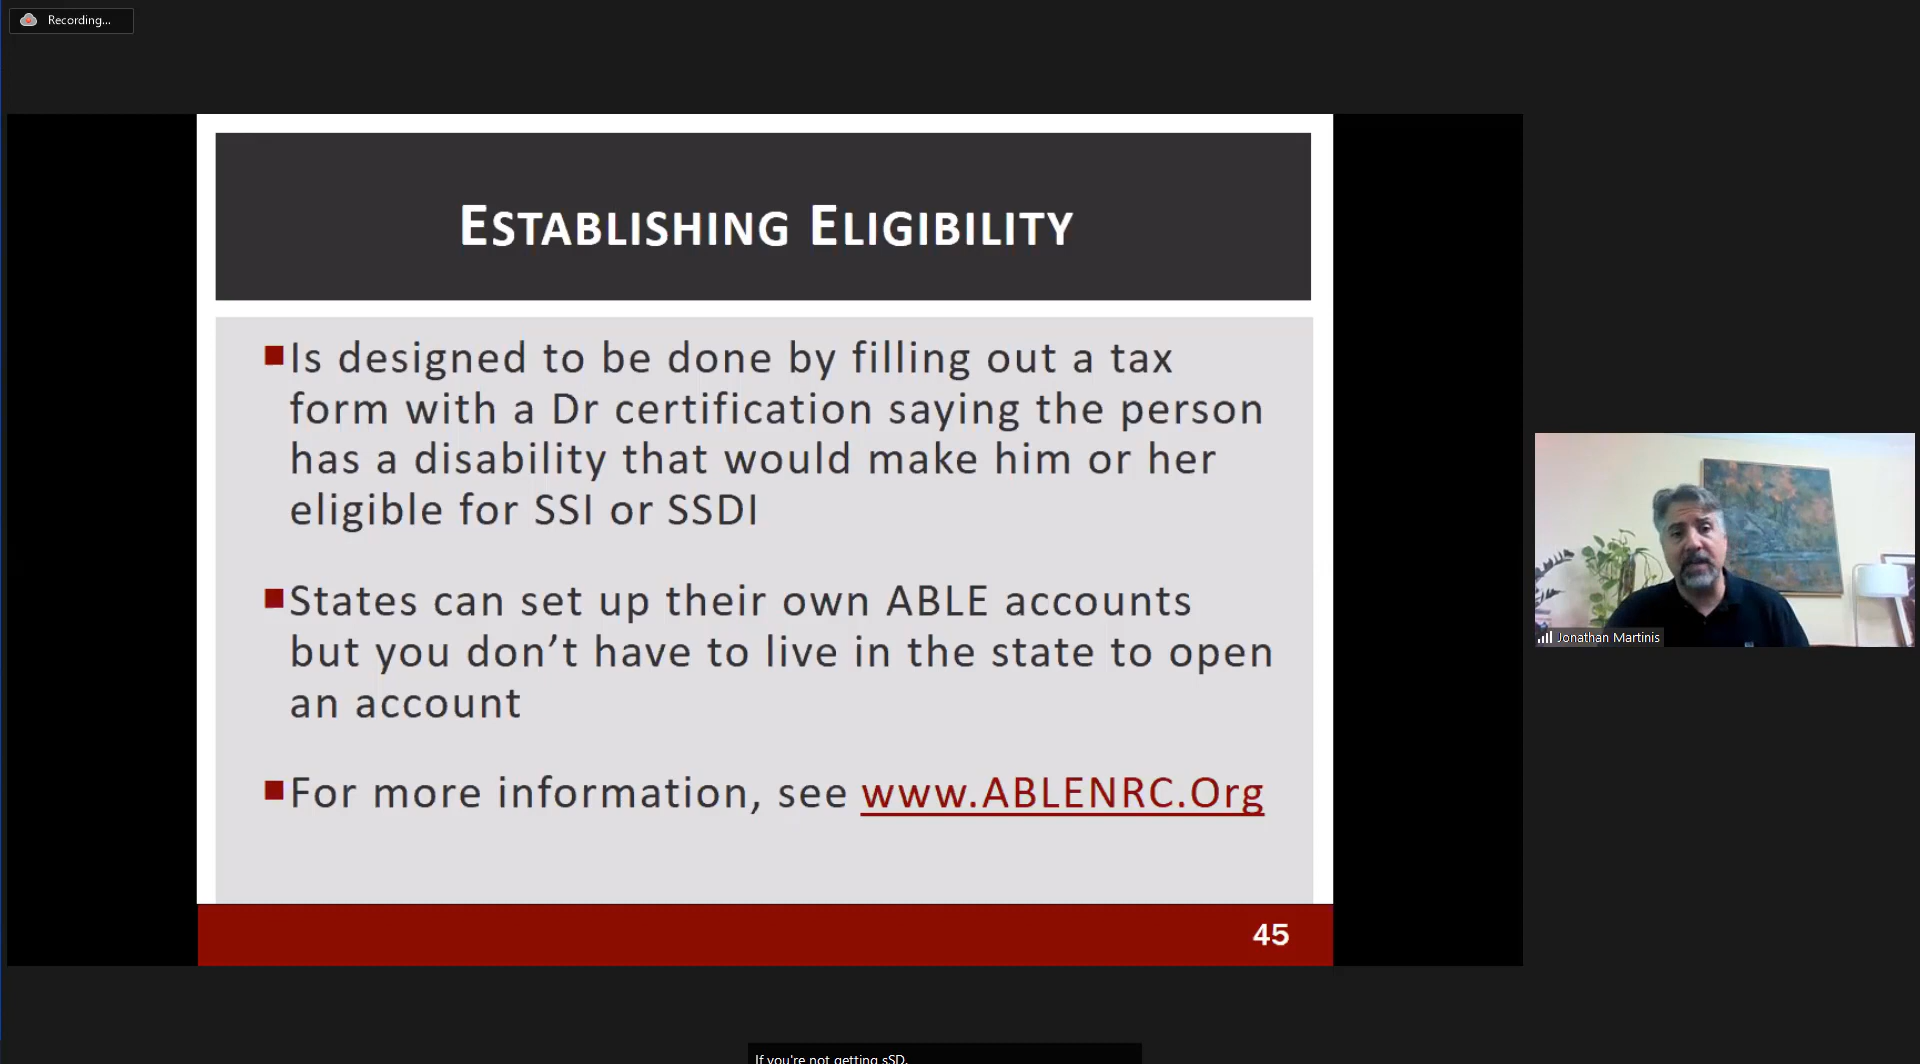 Recording...
ESTABLISHING ELIGIBILITY
Is designed to be done by filling out a tax
form with a Dr certification saying the person
has a disability that would make him or her
eligible for SSI or SSDI
States can set up their own ABLE accounts
but you don’t have to live in the state to open
an account
For more information, see www.ABLENRC.Org
45
Jonathan Martinis
If you're not getting sSD.